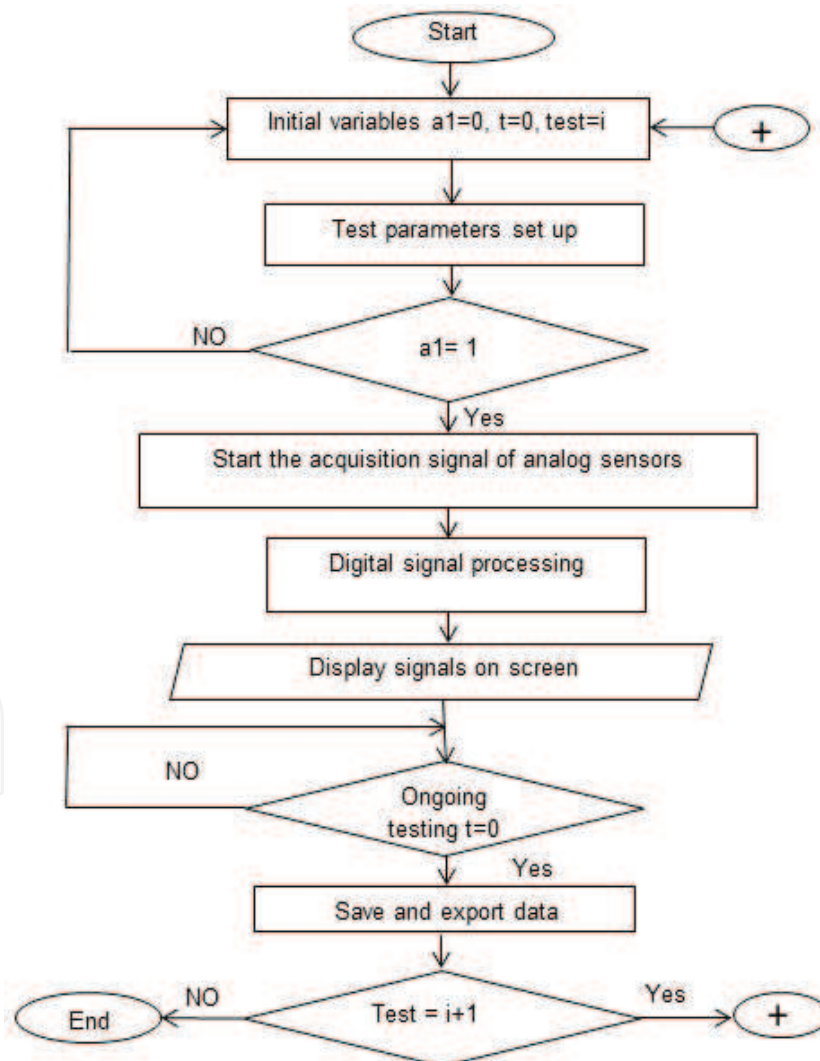 Start
Initial variables a1=0, t=0, test=i
+
Test parameters set up
NO
a1= 1
Yes
Start the acquisition signal of analog sensors
Digital signal processing
Display signals on screen
NO
Ongoing
testing t=0
Yes
Save and export data
NO
Yes
End
Test = i+1
+